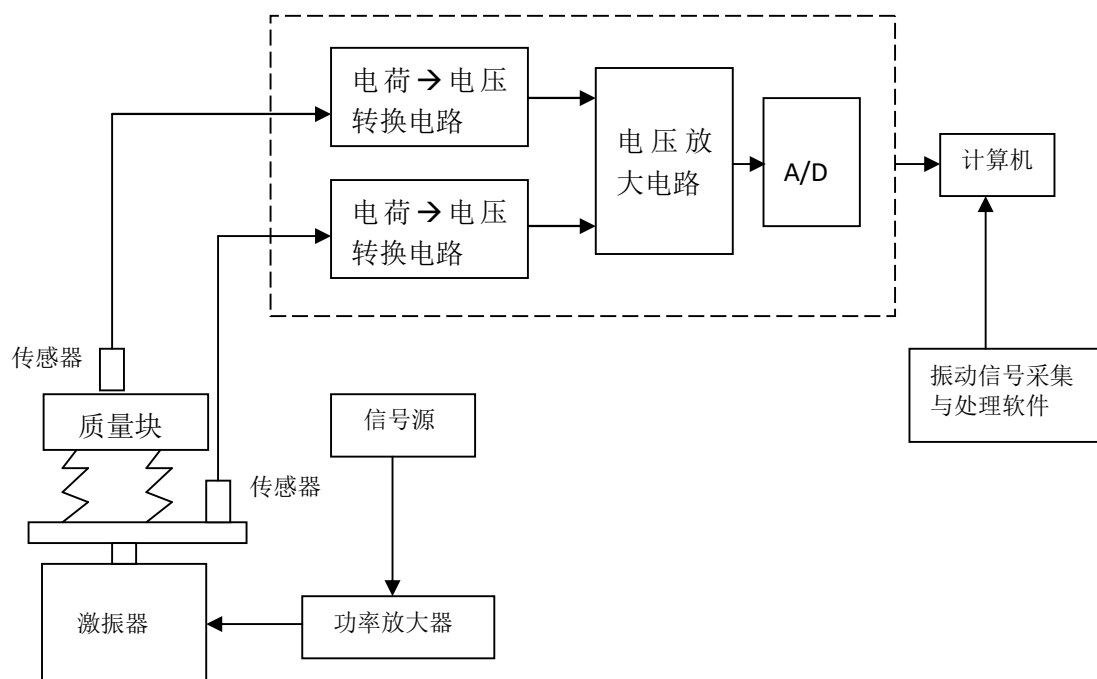 电荷→电压
转换电路
电压放
大电路
A/D
计算机
电荷→电压
转换电路
传感器
质量块
信号源
振动信号采集
与处理软件
传感器
激振器
功率放大器